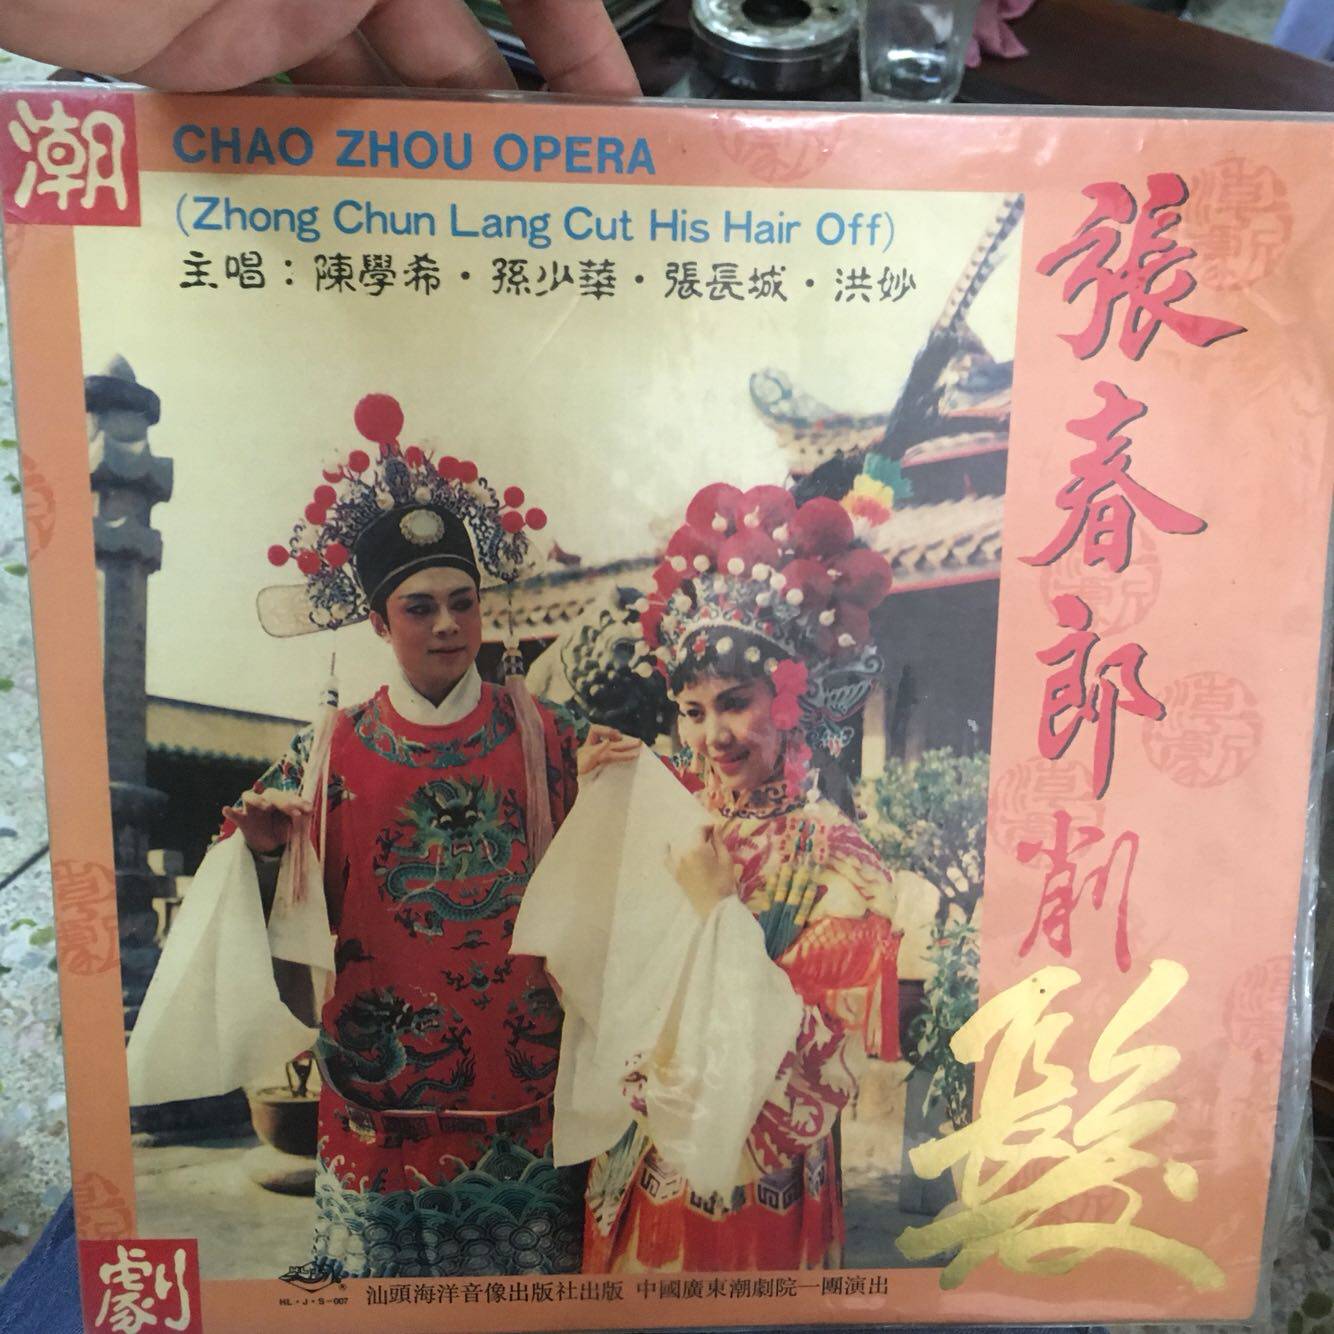 潮
CHAO ZHOU OPERA
(Zhong Chun Lang Cut His Hair Off)
主唱：陳學希·孫少華·張長城·洪妙
張春郎削髮
劇
HL·J·S-007
汕頭海洋音像出版社出版 中國廣東潮劇院一團演出